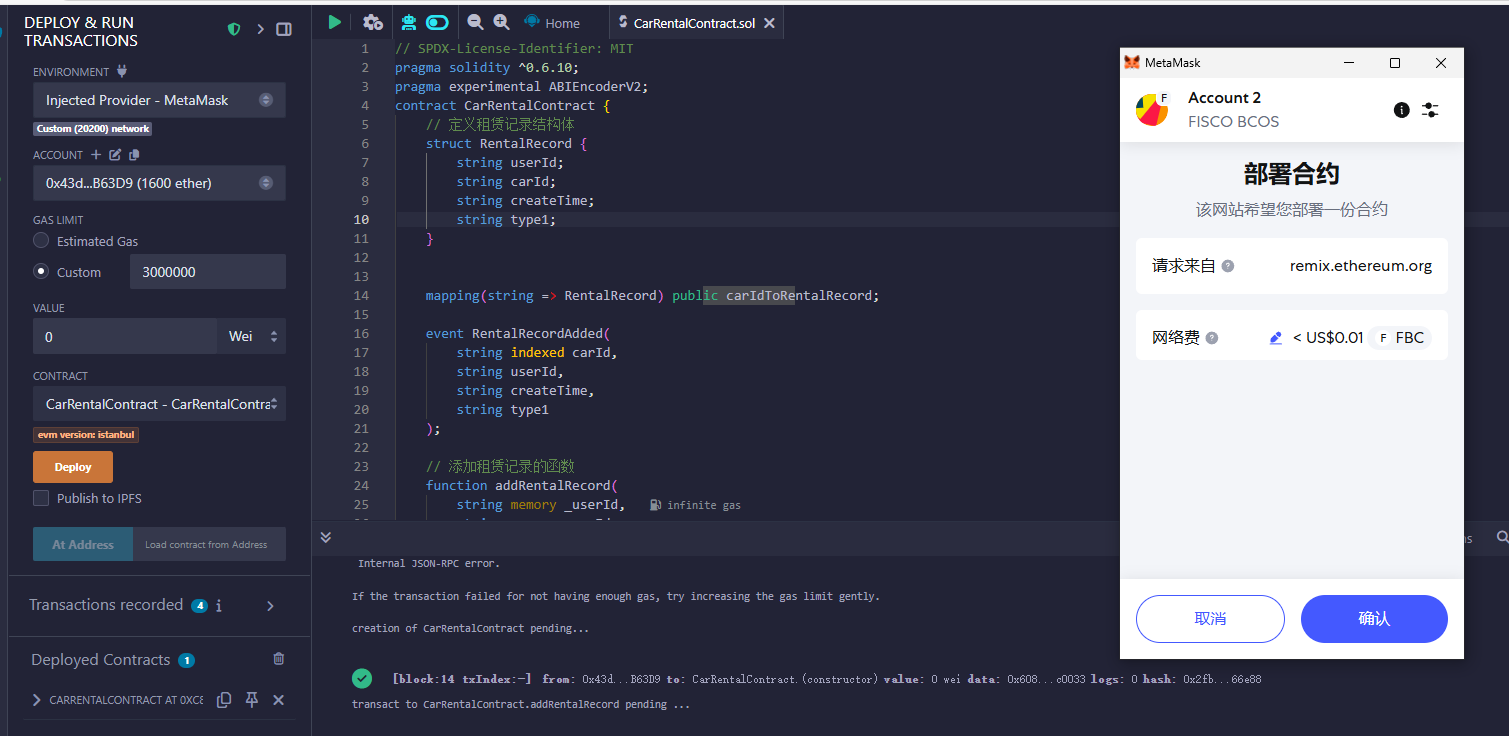 DEPLOY & RUN
TRANSACTIONS
ENVIRONMENT
Injected Provider - MetaMask
Custom (20200) network
ACCOUNT
0x43d...B63D9 (1600 ether)
GAS LIMIT
Estimated Gas
Custom 3000000
VALUE
0 Wei
CONTRACT
CarRentalContract - CarRentalContra
evm version: istanbul
Deploy
Publish to IPFS
At Address Load contract from Address
Transactions recorded 4 i
Deployed Contracts 1
CARRENTALCONTRACT AT 0XC8
Home CarRentalContract.sol
1 // SPDX-License-Identifier: MIT
2 pragma solidity ^0.6.10;
3 pragma experimental ABIEncoderV2;
4 contract CarRentalContract {
5 // 定义租赁记录结构体
6 struct RentalRecord {
7 string userId;
8 string carId;
9 string createTime;
10 string type1;
11 }
12
13
14 mapping(string => RentalRecord) public carIdToRentalRecord;
15
16 event RentalRecordAdded(
17 string indexed carId,
18 string userId,
19 string createTime,
20 string type1
21 );
22
23 // 添加租赁记录的函数
24 function addRentalRecord(
25 string memory _userId, infinite gas
Internal JSON-RPC error.
If the transaction failed for not having enough gas, try increasing the gas limit gently.
creation of CarRentalContract pending...
[block:14 txIndex:-] from: 0x43d...B63D9 to: CarRentalContract.(constructor) value: 0 wei data: 0x608...c0033 logs: 0 hash: 0x2fb...66e88
transact to CarRentalContract.addRentalRecord pending ...
MetaMask
F
Account 2
FISCO BCOS
部署合约
该网站希望您部署一份合约
请求来自 remix.ethereum.org
网络费 < US$0.01 F FBC
取消 确认